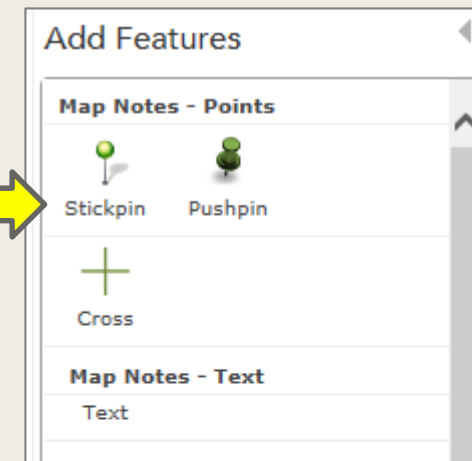 Add Features
Map Notes - Points
Stickpin Pushpin
Cross
Map Notes - Text
Text